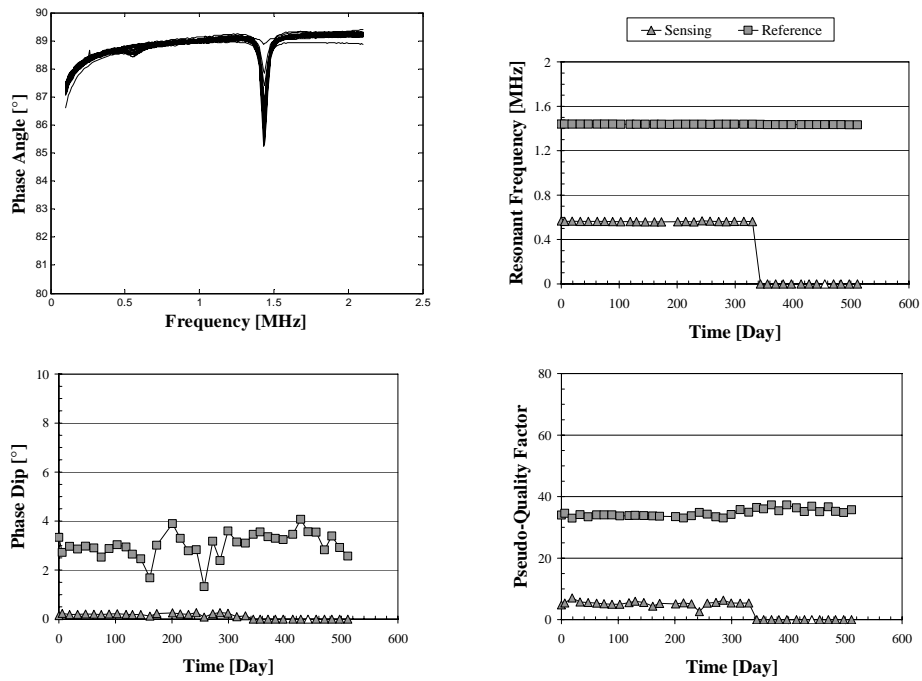 90
89
88
87
86
85
84
83
82
81
80
Phase Angle [°]
0
0.5
1
1.5
2
2.5
Frequency [MHz]
Sensing
Reference
2
1.6
1.2
0.8
0.4
0
Resonant Frequency [MHz]
0 100 200 300 400 500 600
Time [Day]
10
8
6
4
2
0
Phase Dip [°]
0 100 200 300 400 500 600
Time [Day]
80
60
40
20
0
Pseudo-Quality Factor
0 100 200 300 400 500 600
Time [Day]